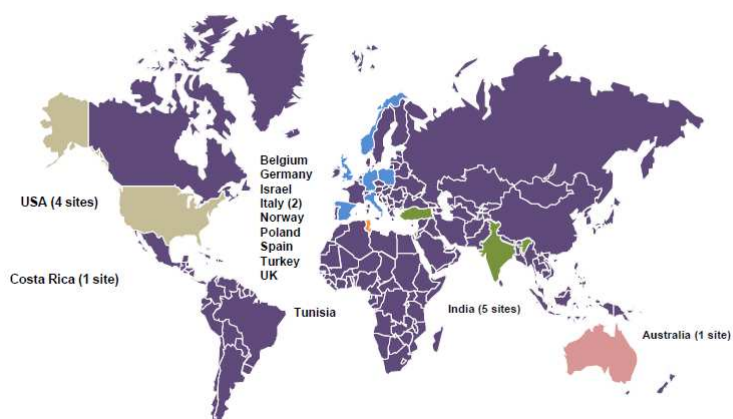 USA (4 sites)
Costa Rica (1 site)
Belgium
Germany
Israel
Italy (2)
Norway
Poland
Spain
Turkey
UK
Tunisia
India (5 sites)
Australia (1 site)